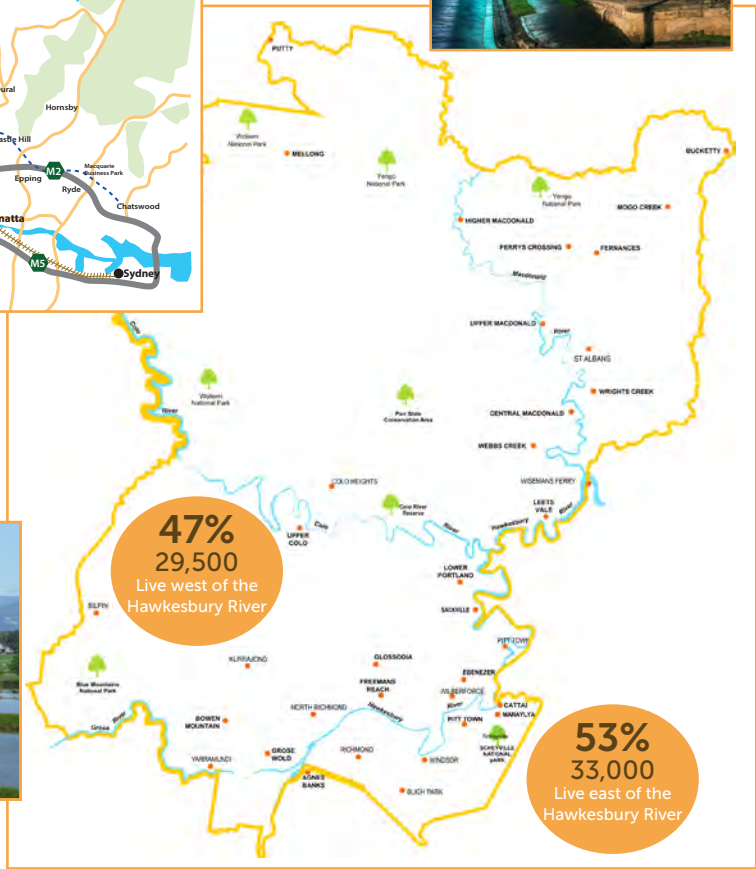 ural
Hornsby
astle Hill
M2
Macquarie
Business Park
Epping
Ryde
Chatswood
natta
M5
Sydney
PUTTY
Wollemi
National Park
MELLONG
Yengo
National Park
BUCKETTY
Yengo
National Park
MOGO CREEK
HIGHER MACDONALD
FERRYS CROSSING
FERNANCES
Macdonald
UPPER MACDONALD
River
ST ALBANS
Colo
Wollemi
National Park
River
WRIGHTS CREEK
Parr State
Conservation Area
CENTRAL MACDONALD
WEBBS CREEK
COLO HEIGHTS
WISEMANS FERRY
LEETS
VALE
River
Colo River
Reserve
Hawkesbury
UPPER
COLO
Colo
River
47%
29,500
Live west of the
Hawkesbury River
LOWER
PORTLAND
BILPIN
SACKVILLE
PITT TOWN
KURRAJONG
GLOSSODIA
EBENEZER
Blue Mountains
National Park
FREEMANS
REACH
WILBERFORCE
CATTAI
MARAYLYA
River
Grose
River
BOWEN
MOUNTAIN
NORTH RICHMOND
Hawkesbury
PITT TOWN
Scheyville
SCHEYVILLE
NATIONAL
PARK
YARRAMUNDI
GROSE
WOLD
RICHMOND
WINDSOR
AGNES
BANKS
BLIGH PARK
53%
33,000
Live east of the
Hawkesbury River